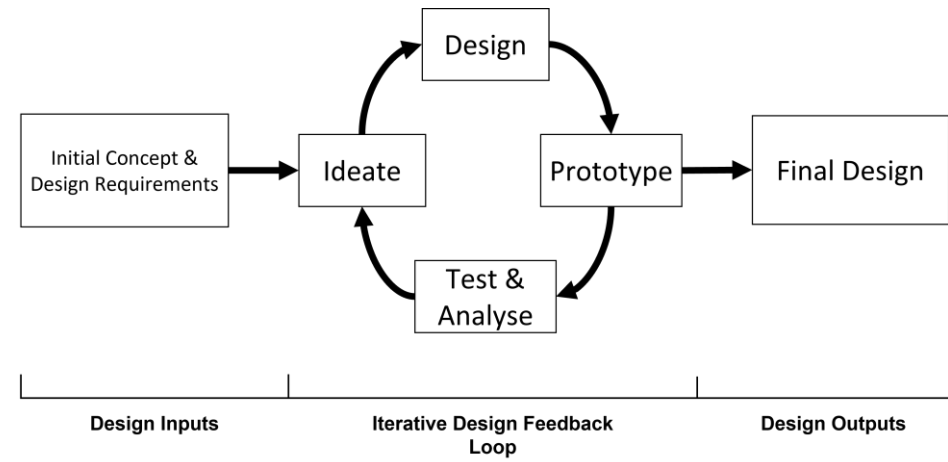 Design
Initial Concept &
Design Requirements
Ideate
Prototype
Final Design
Test &
Analyse
Design Inputs
Iterative Design Feedback
Loop
Design Outputs